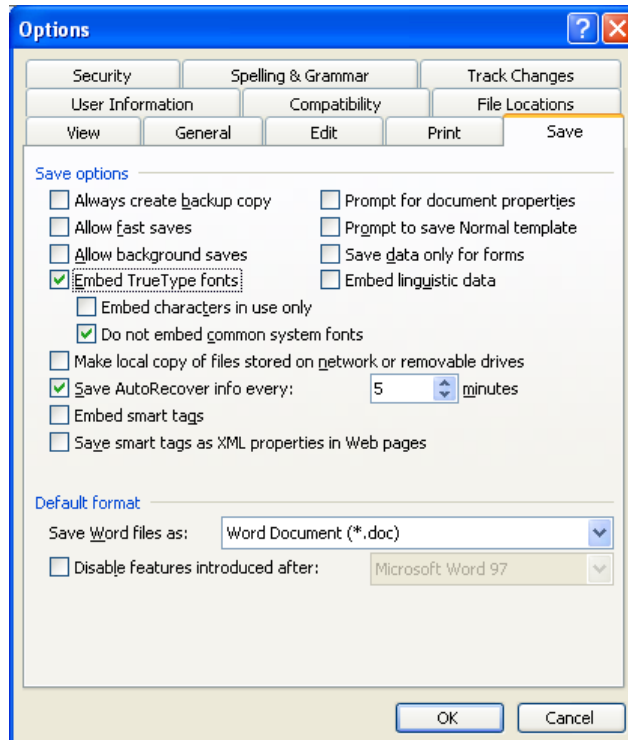 Options
Security Spelling & Grammar Track Changes
User Information Compatibility File Locations
View General Edit Print Save
Save options
Always create backup copy Prompt for document properties
Allow fast saves Prompt to save Normal template
Allow background saves Save data only for forms
Embed TrueType fonts Embed linguistic data
Embed characters in use only
Do not embed common system fonts
Make local copy of files stored on network or removable drives
Save AutoRecover info every: 5 minutes
Embed smart tags
Save smart tags as XML properties in Web pages
Default format
Save Word files as: Word Document (*.doc)
Disable features introduced after: Microsoft Word 97
OK Cancel